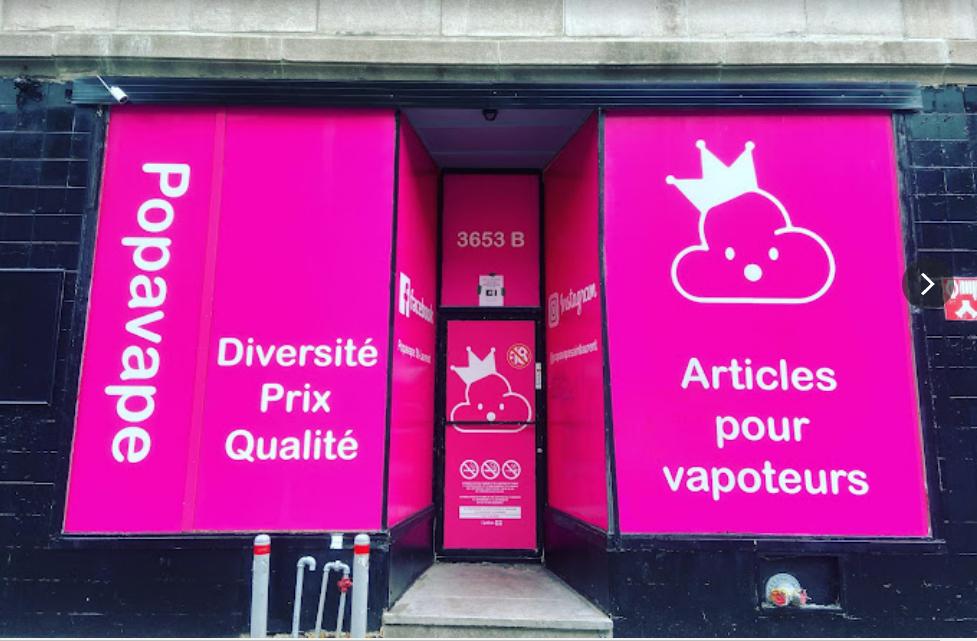 Popavape
Diversité
Prix
Qualité
facebook
3653 B
Instagram
Articles
pour
vapoteurs